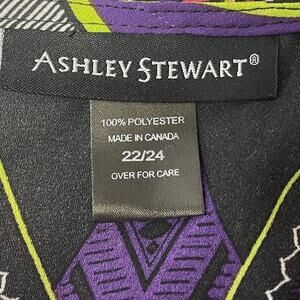 ASHLEY STEWART®
100% POLYESTER
MADE IN CANADA
22/24
OVER FOR CARE